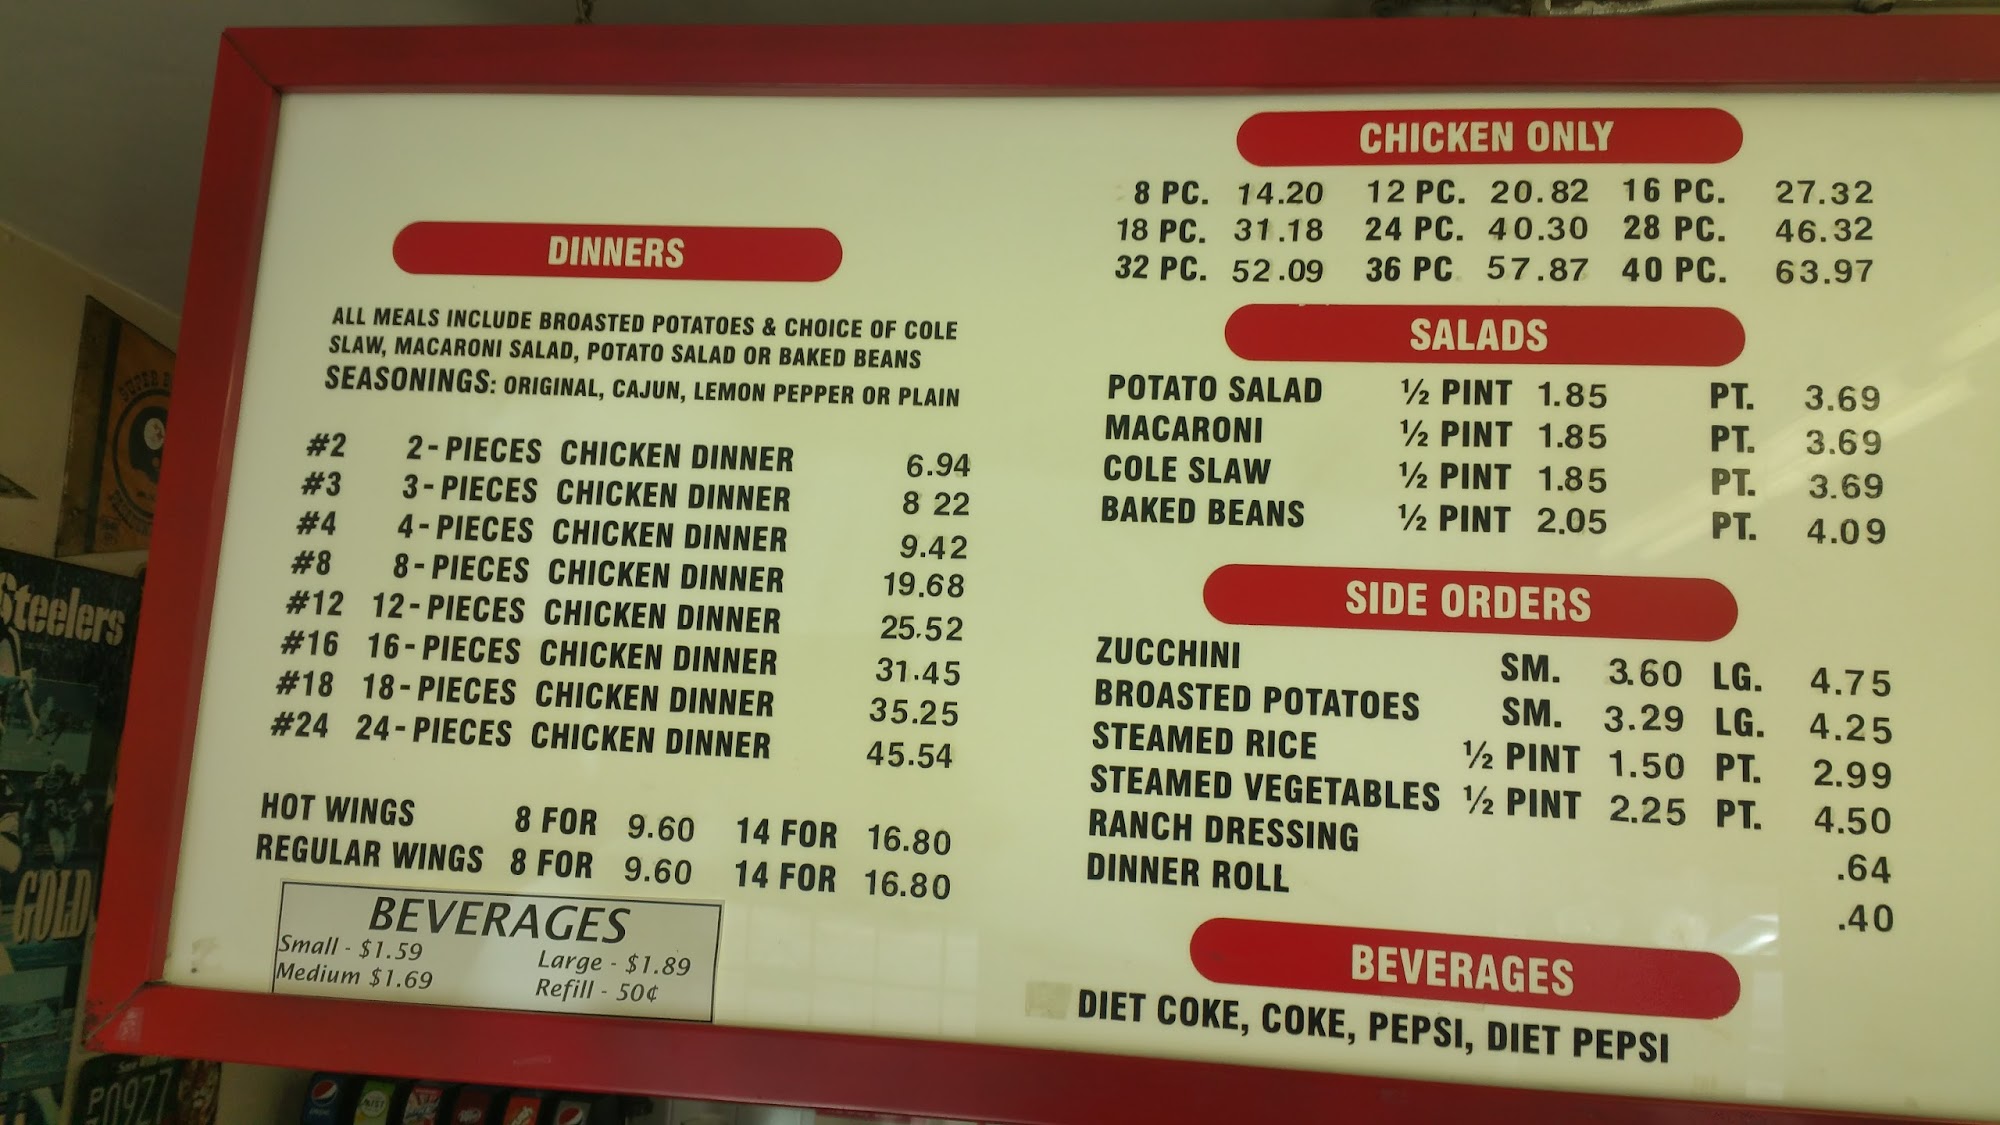 DINNERS
ALL MEALS INCLUDE BROASTED POTATOES & CHOICE OF COLE
SLAW, MACARONI SALAD, POTATO SALAD OR BAKED BEANS
SEASONINGS: ORIGINAL, CAJUN, LEMON PEPPER OR PLAIN
#2 2-PIECES CHICKEN DINNER 6.94
#3 3-PIECES CHICKEN DINNER 8 22
#4 4-PIECES CHICKEN DINNER 9.42
#8 8-PIECES CHICKEN DINNER 19.68
#12 12-PIECES CHICKEN DINNER 25.52
#16 16-PIECES CHICKEN DINNER 31.45
#18 18-PIECES CHICKEN DINNER 35.25
#24 24-PIECES CHICKEN DINNER 45.54
HOT WINGS 8 FOR 9.60 14 FOR 16.80
REGULAR WINGS 8 FOR 9.60 14 FOR 16.80
BEVERAGES
Small - $1.59 Large - $1.89
Medium $1.69 Refill - 50¢
CHICKEN ONLY
8 PC. 14.20 12 PC. 20.82 16 PC. 27.32
18 PC. 31.18 24 PC. 40.30 28 PC. 46.32
32 PC. 52.09 36 PC 57.87 40 PC. 63.97
SALADS
POTATO SALAD ½ PINT 1.85 PT. 3.69
MACARONI ½ PINT 1.85 PT. 3.69
COLE SLAW ½ PINT 1.85 PT. 3.69
BAKED BEANS ½ PINT 2.05 PT. 4.09
SIDE ORDERS
ZUCCHINI SM. 3.60 LG. 4.75
BROASTED POTATOES SM. 3.29 LG. 4.25
STEAMED RICE ½ PINT 1.50 PT. 2.99
STEAMED VEGETABLES ½ PINT 2.25 PT. 4.50
RANCH DRESSING .64
DINNER ROLL .40
BEVERAGES
DIET COKE, COKE, PEPSI, DIET PEPSI
Steelers
GOLD